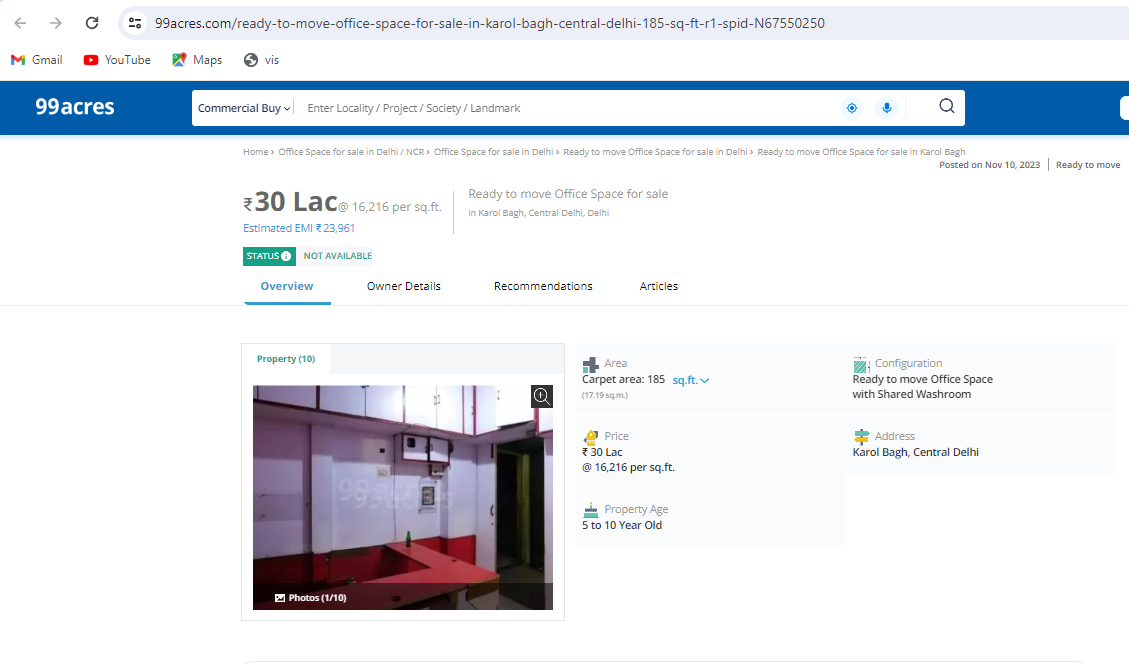 99acres.com/ready-to-move-office-space-for-sale-in-karol-bagh-central-delhi-185-sq-ft-r1-spid-N67550250
Gmail YouTube Maps vis
99acres Commercial Buy Enter Locality / Project / Society / Landmark
Home › Office Space for sale in Delhi / NCR › Office Space for sale in Delhi › Ready to move Office Space for sale in Delhi › Ready to move Office Space for sale in Karol Bagh
Posted on Nov 10, 2023 Ready to move
₹30 Lac @ 16,216 per sq.ft.
Estimated EMI ₹23,961
Ready to move Office Space for sale
in Karol Bagh, Central Delhi, Delhi
STATUS NOT AVAILABLE
Overview Owner Details Recommendations Articles
Property (10)
99acres
Photos (1/10)
Area
Carpet area: 185 sq.ft.
(17.19 sq.m.)
Configuration
Ready to move Office Space
with Shared Washroom
Price
₹ 30 Lac
@ 16,216 per sq.ft.
Address
Karol Bagh, Central Delhi
Property Age
5 to 10 Year Old